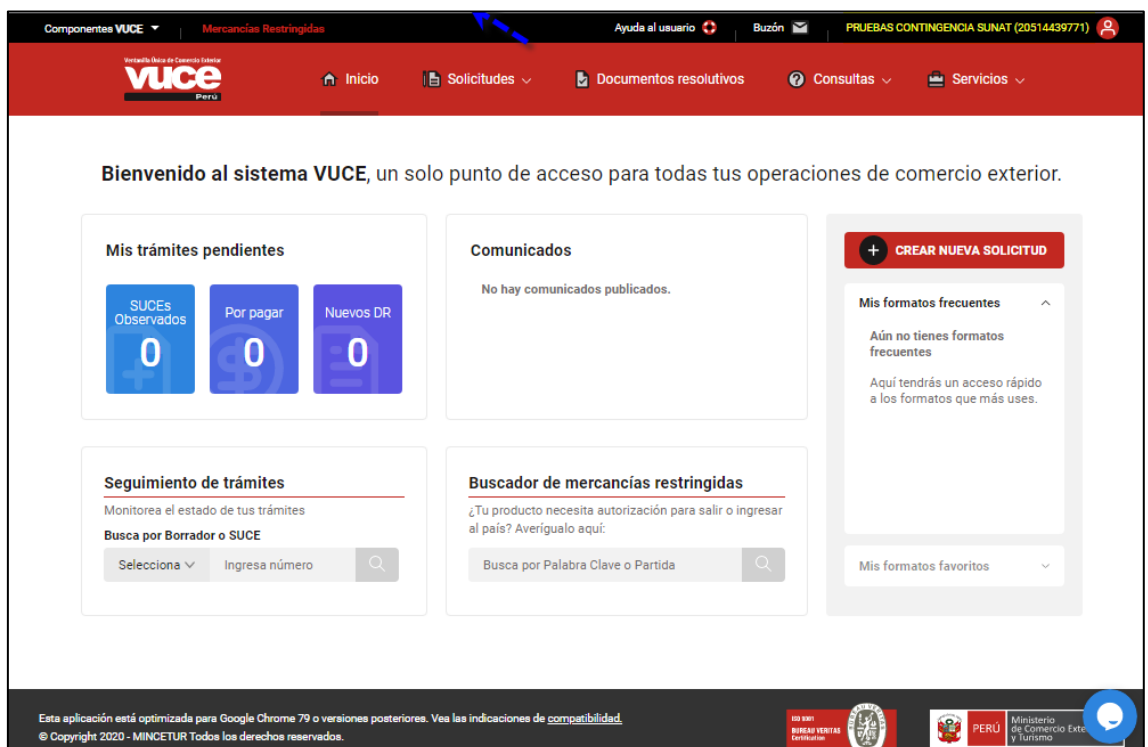 Componentes VUCE
Mercancías Restringidas
Ayuda al usuario
Buzón
PRUEBAS CONTINGENCIA SUNAT (20514439771)
Ventanilla Única de Comercio Exterior
vuce
Perú
Inicio
Solicitudes
Documentos resolutivos
Consultas
Servicios
Bienvenido al sistema VUCE, un solo punto de acceso para todas tus operaciones de comercio exterior.
Mis trámites pendientes
SUCEs
Observados
0
Por pagar
0
Nuevos DR
0
Comunicados
No hay comunicados publicados.
CREAR NUEVA SOLICITUD
Mis formatos frecuentes
Aún no tienes formatos
frecuentes
Aquí tendrás un acceso rápido
a los formatos que más uses.
Mis formatos favoritos
Seguimiento de trámites
Monitorea el estado de tus trámites
Busca por Borrador o SUCE
Selecciona
Ingresa número
Buscador de mercancías restringidas
¿Tu producto necesita autorización para salir o ingresar
al país? Averígualo aquí:
Busca por Palabra Clave o Partida
Esta aplicación está optimizada para Google Chrome 79 o versiones posteriores. Vea las indicaciones de compatibilidad.
© Copyright 2020 - MINCETUR Todos los derechos reservados.
ISO 9001
BUREAU VERITAS
Certification
PERÚ
Ministerio
de Comercio Exte
y Turismo